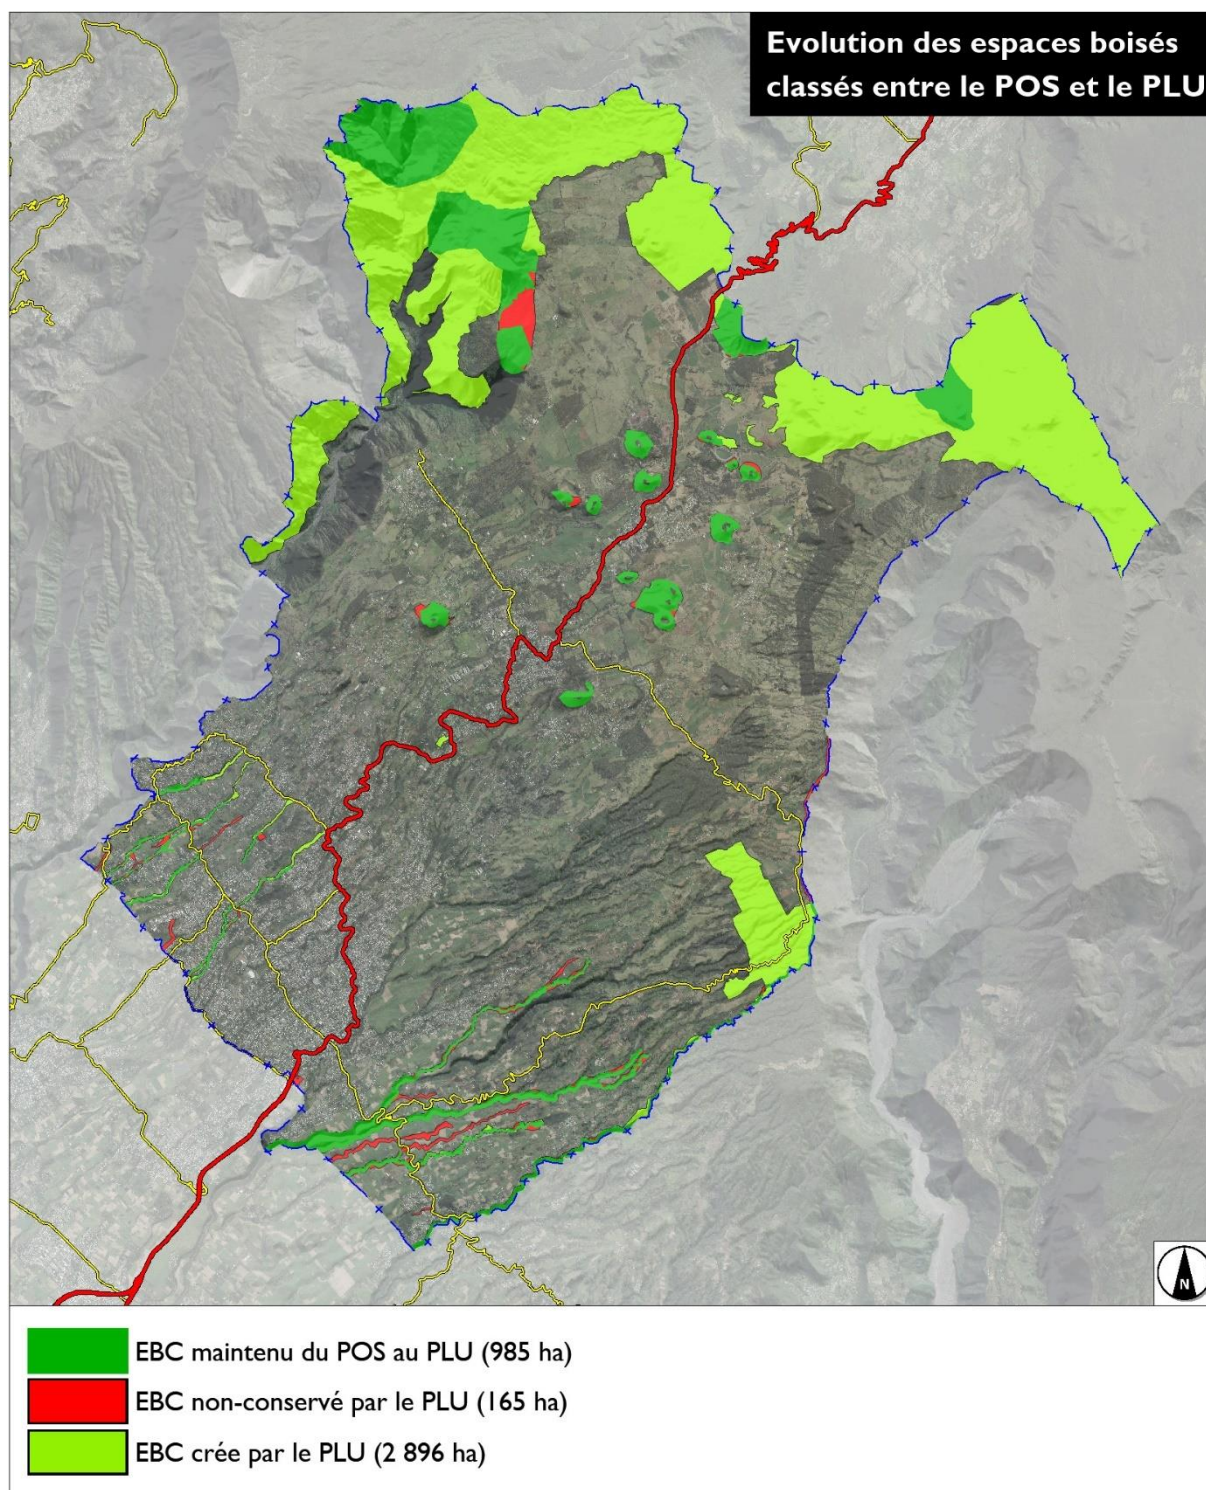 Evolution des espaces boisés
classés entre le POS et le PLU
N
EBC maintenu du POS au PLU (985 ha)
EBC non-conservé par le PLU (165 ha)
EBC crée par le PLU (2 896 ha)